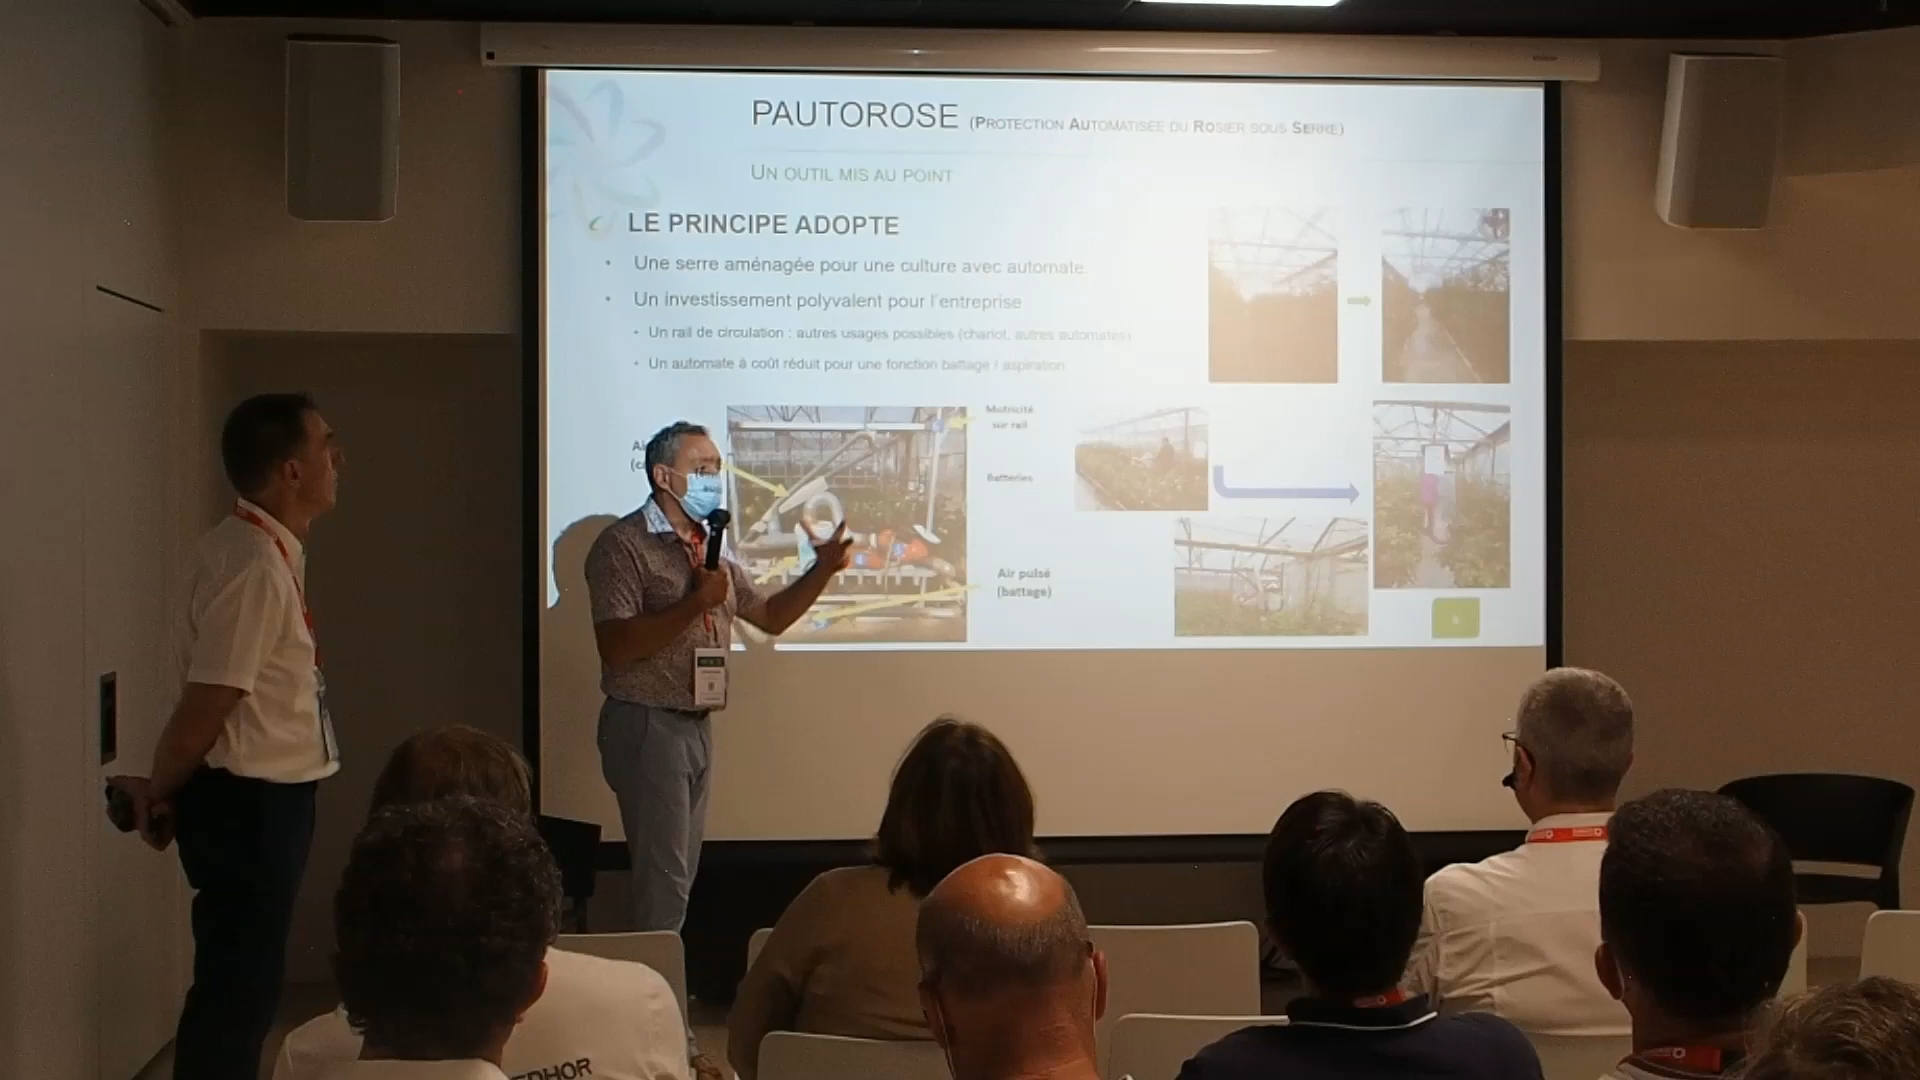 PAUTOROSE (PROTECTION AUTOMATISEE DU ROSIER SOUS SERRE)
UN OUTIL MIS AU POINT
LE PRINCIPE ADOPTE
• Une serre aménagée pour une culture avec automate.
• Un investissement polyvalent pour l'entreprise
• Un rail de circulation : autres usages possibles (chariot, autres automates)
• Un automate à coût réduit pour une fonction battage / aspiration
Motricité
sur rail
Batteries
Air pulsé
(battage)